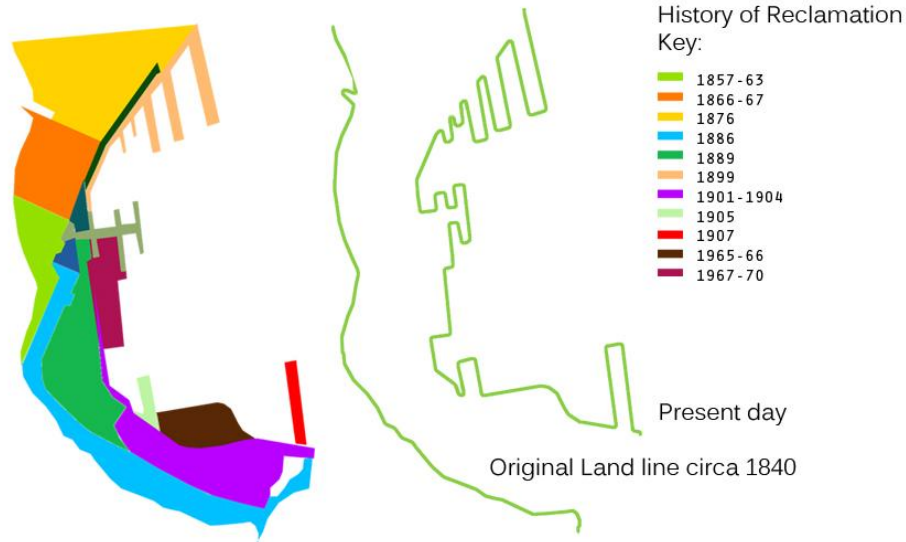 History of Reclamation
Key:
1857-63
1866-67
1876
1886
1889
1899
1901-1904
1905
1907
1965-66
1967-70
Present day
Original Land line circa 1840